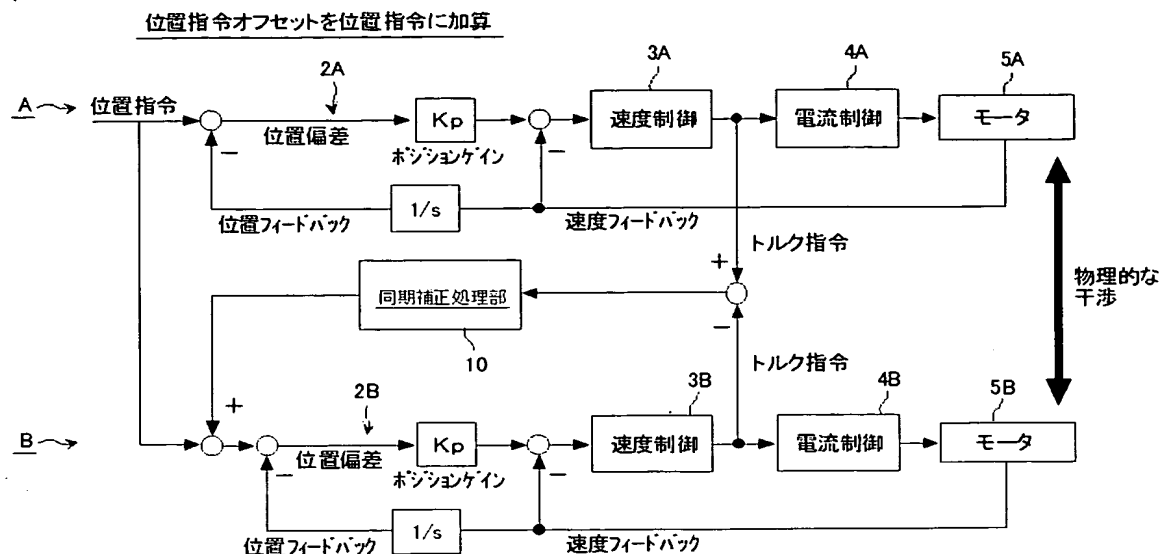 位置指令オフセットを位置指令に加算
A
位置指令
2A
位置偏差
Kp
ポジションゲイン
3A
速度制御
4A
電流制御
5A
モータ
位置フィードバック
1/s
速度フィードバック
トルク指令
+
同期補正処理部
10
物理的な
干渉
トルク指令
B
+
2B
位置偏差
Kp
ポジションゲイン
3B
速度制御
4B
電流制御
5B
モータ
位置フィードバック
1/s
速度フィードバック